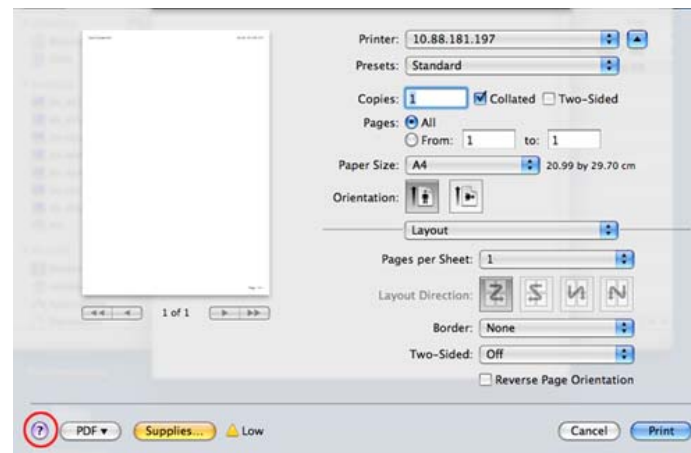 Printer: 10.88.181.197
Presets: Standard
Copies: 1 Collated Two-Sided
Pages: All
From: 1 to: 1
Paper Size: A4 20.99 by 29.70 cm
Orientation:
Layout
Pages per Sheet: 1
Layout Direction:
Border: None
Two-Sided: Off
Reverse Page Orientation
1 of 1
? PDF Supplies... Low Cancel Print